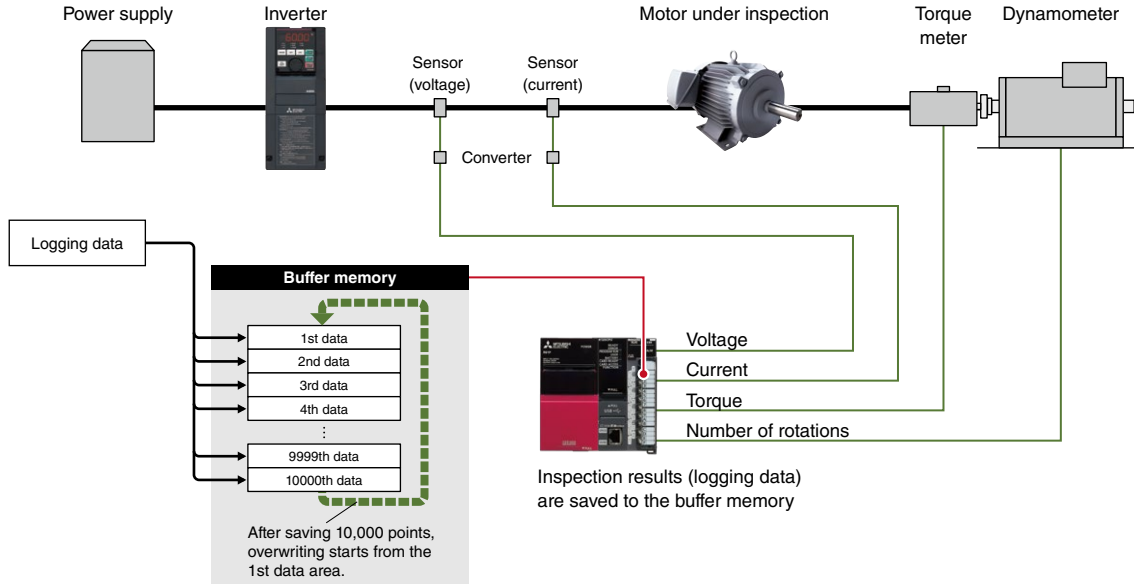 Power supply
Inverter
Motor under inspection
Torque
meter
Dynamometer
Sensor
(voltage)
Sensor
(current)
Converter
Logging data
Buffer memory
1st data
2nd data
3rd data
4th data
9999th data
10000th data
After saving 10,000 points,
overwriting starts from the
1st data area.
Voltage
Current
Torque
Number of rotations
Inspection results (logging data)
are saved to the buffer memory